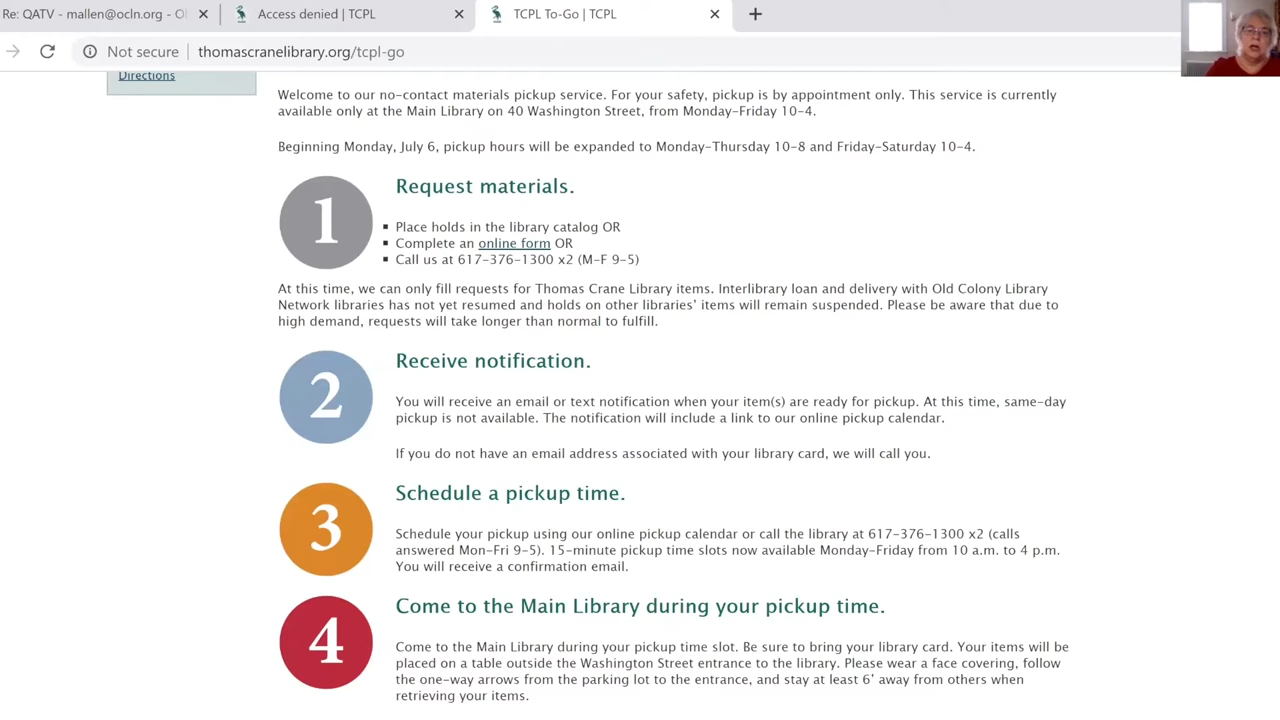 Re: QATV - mallen@ocln.org - O
Access denied | TCPL
TCPL To-Go | TCPL
Not secure
thomascranelibrary.org/tcpl-go
Directions
Welcome to our no-contact materials pickup service. For your safety, pickup is by appointment only. This service is currently
available only at the Main Library on 40 Washington Street, from Monday-Friday 10-4.
Beginning Monday, July 6, pickup hours will be expanded to Monday-Thursday 10-8 and Friday-Saturday 10-4.
1
Request materials.
Place holds in the library catalog OR
Complete an online form OR
Call us at 617-376-1300 x2 (M-F 9-5)
At this time, we can only fill requests for Thomas Crane Library items. Interlibrary loan and delivery with Old Colony Library
Network libraries has not yet resumed and holds on other libraries' items will remain suspended. Please be aware that due to
high demand, requests will take longer than normal to fulfill.
2
Receive notification.
You will receive an email or text notification when your item(s) are ready for pickup. At this time, same-day
pickup is not available. The notification will include a link to our online pickup calendar.
If you do not have an email address associated with your library card, we will call you.
3
Schedule a pickup time.
Schedule your pickup using our online pickup calendar or call the library at 617-376-1300 x2 (calls
answered Mon-Fri 9-5). 15-minute pickup time slots now available Monday-Friday from 10 a.m. to 4 p.m.
You will receive a confirmation email.
4
Come to the Main Library during your pickup time.
Come to the Main Library during your pickup time slot. Be sure to bring your library card. Your items will be
placed on a table outside the Washington Street entrance to the library. Please wear a face covering, follow
the one-way arrows from the parking lot to the entrance, and stay at least 6' away from others when
retrieving your items.